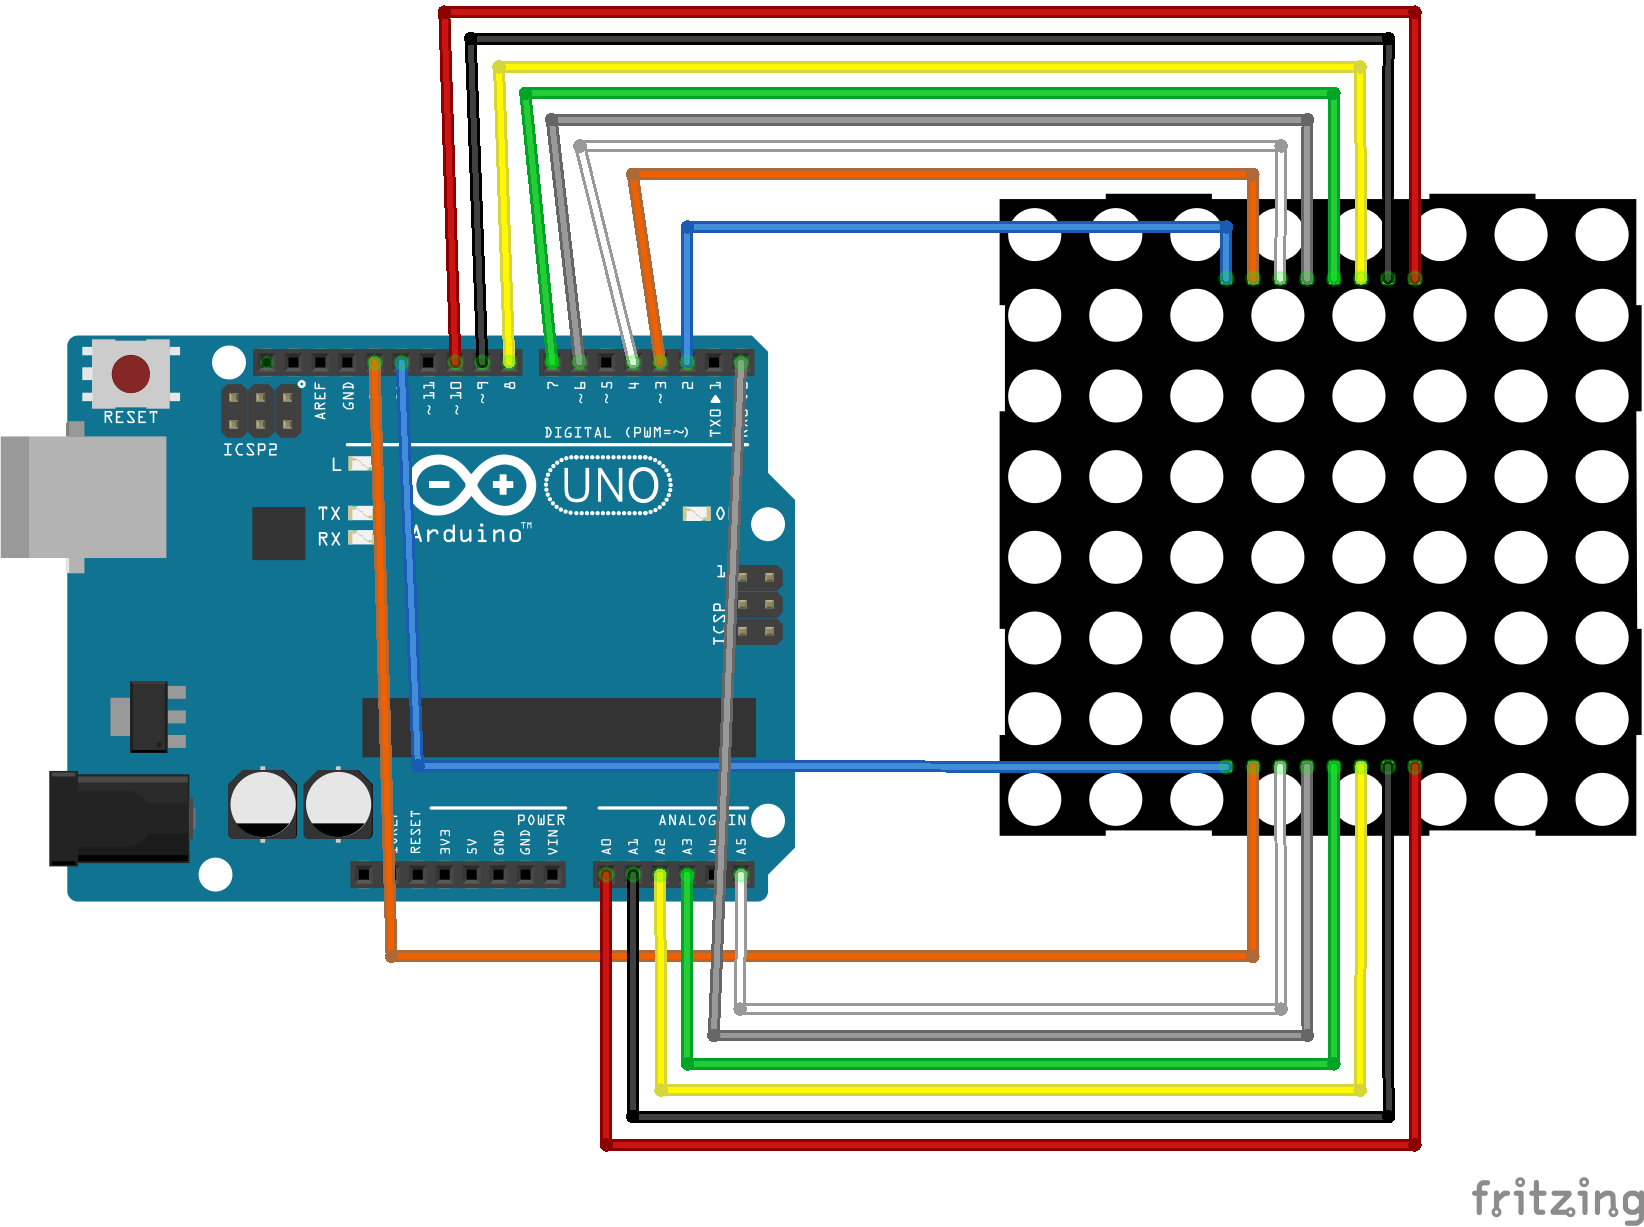 RESET
ICSP2
AREF
GND
~11
~10
~9
8
7
~6
~5
4
~3
2
TX0▶1
DIGITAL (PWM=~)
L
TX
RX
UNO
Arduino™
1
ICSP
RESET
3V3
5V
GND
GND
VIN
POWER
A0
A1
A2
A3
A5
ANALOG IN
fritzing